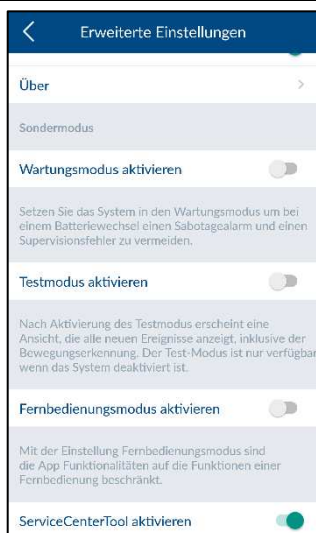 Erweiterte Einstellungen
Über
Sondermodus
Wartungsmodus aktivieren
Setzen Sie das System in den Wartungsmodus um bei
einem Batteriewechsel einen Sabotagealarm und einen
Supervisionsfehler zu vermeiden.
Testmodus aktivieren
Nach Aktivierung des Testmodus erscheint eine
Ansicht, die alle neuen Ereignisse anzeigt, inklusive der
Bewegungserkennung. Der Test-Modus ist nur verfügbar
wenn das System deaktiviert ist.
Fernbedienungsmodus aktivieren
Mit der Einstellung Fernbedienungsmodus sind
die App Funktionalitäten auf die Funktionen einer
Fernbedienung beschränkt.
ServiceCenterTool aktivieren